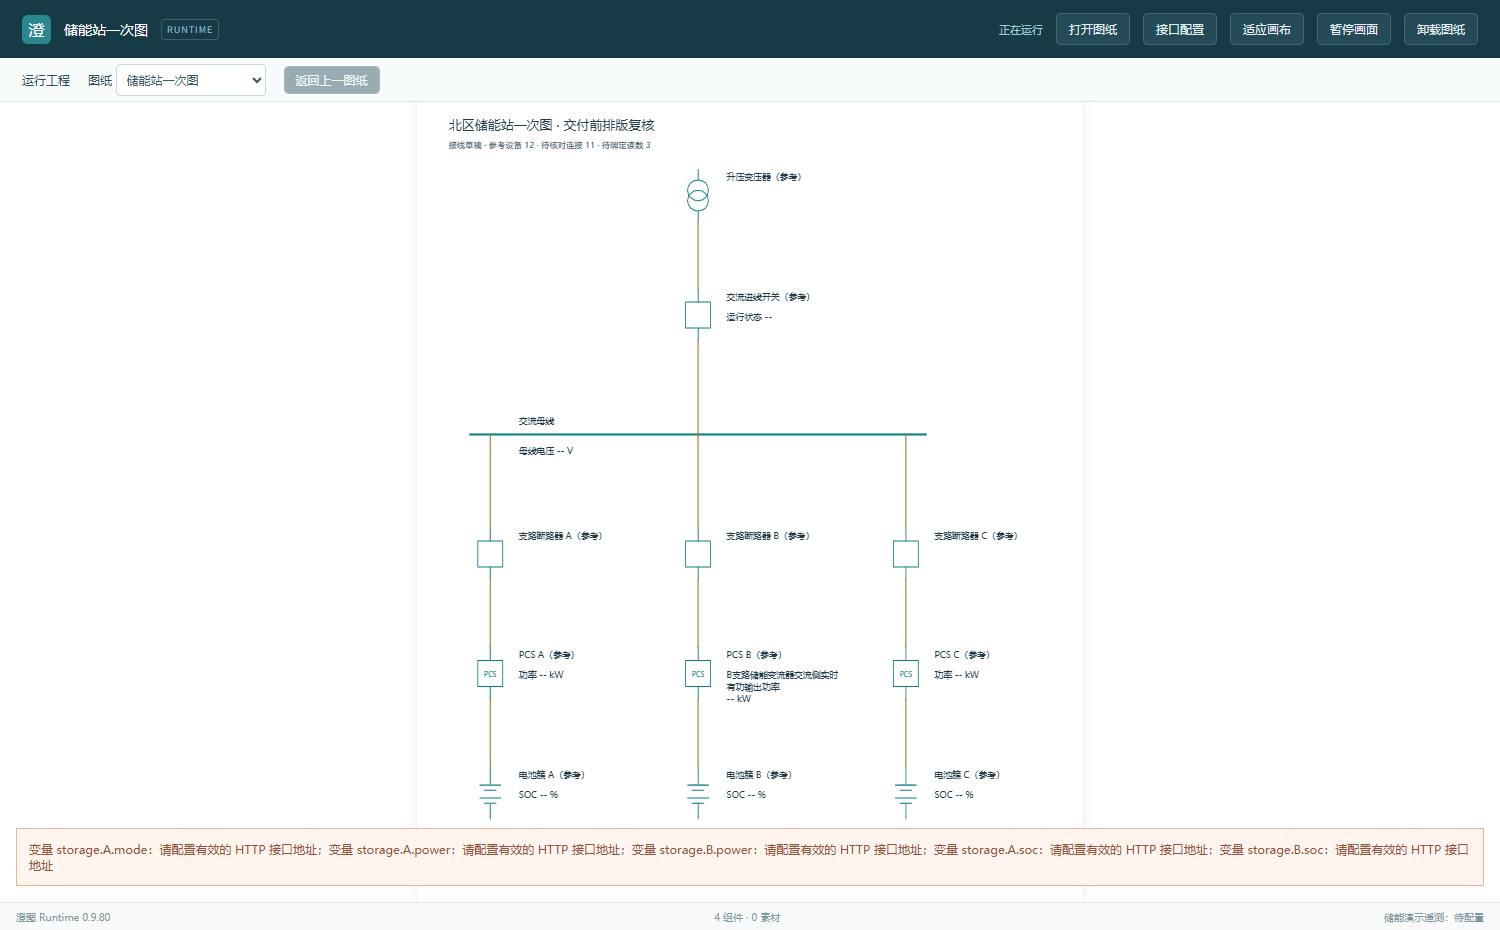 澄 储能站一次图 RUNTIME 正在运行 打开图纸 接口配置 适应画布 暂停画面 卸载图纸
运行工程 图纸 储能站一次图 返回上一图纸
北区储能站一次图 · 交付前排版复核
接线草稿 · 参考设备 12 · 待核对连接 11 · 待绑定读数 3
升压变压器（参考）
交流进线开关（参考）
运行状态 --
交流母线
母线电压 -- V
支路断路器 A（参考） 支路断路器 B（参考） 支路断路器 C（参考）
PCS A（参考） PCS B（参考） PCS C（参考）
PCS 功率 -- kW PCS B支路储能变流器交流侧实时 PCS 功率 -- kW
有功输出功率
-- kW
电池簇 A（参考） 电池簇 B（参考） 电池簇 C（参考）
SOC -- % SOC -- % SOC -- %
变量 storage.A.mode：请配置有效的 HTTP 接口地址；变量 storage.A.power：请配置有效的 HTTP 接口地址；变量 storage.B.power：请配置有效的 HTTP 接口地址；变量 storage.A.soc：请配置有效的 HTTP 接口地址；变量 storage.B.soc：请配置有效的 HTTP 接口
地址
澄图 Runtime 0.9.80 4 组件 · 0 素材 储能演示遥测：待配置